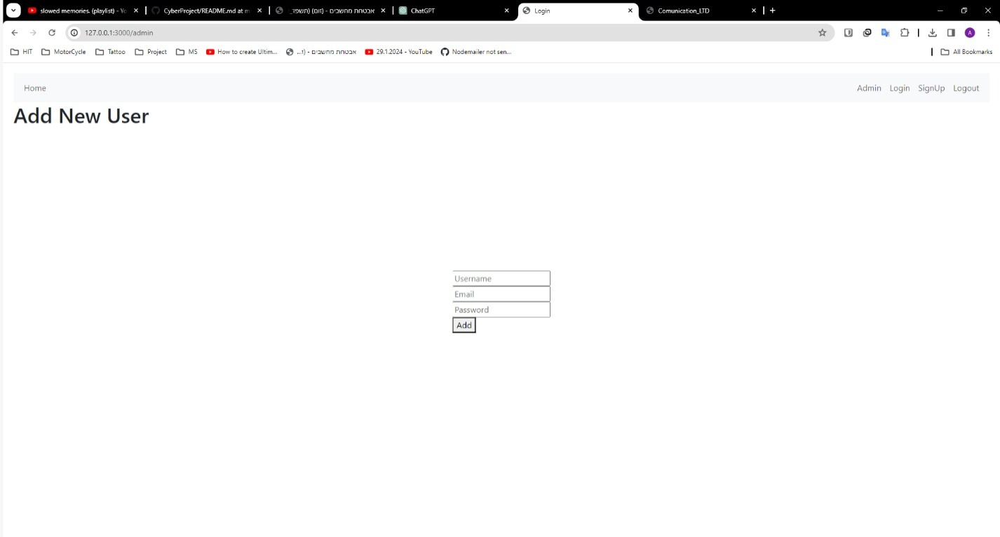 slowed memories. (playlist) - Yo
CyberProject/README.md at m
אבטחת מחשבים - (זום) (תשפד_
ChatGPT
Login
Comunication_LTD
127.0.0.1:3000/admin
HIT
MotorCycle
Tattoo
Project
MS
How to create Ultim...
אבטחת מחשבים - (ז...
29.1.2024 - YouTube
Nodemailer not sen...
All Bookmarks
A
Home
Admin
Login
SignUp
Logout
Add New User
Username
Email
Password
Add